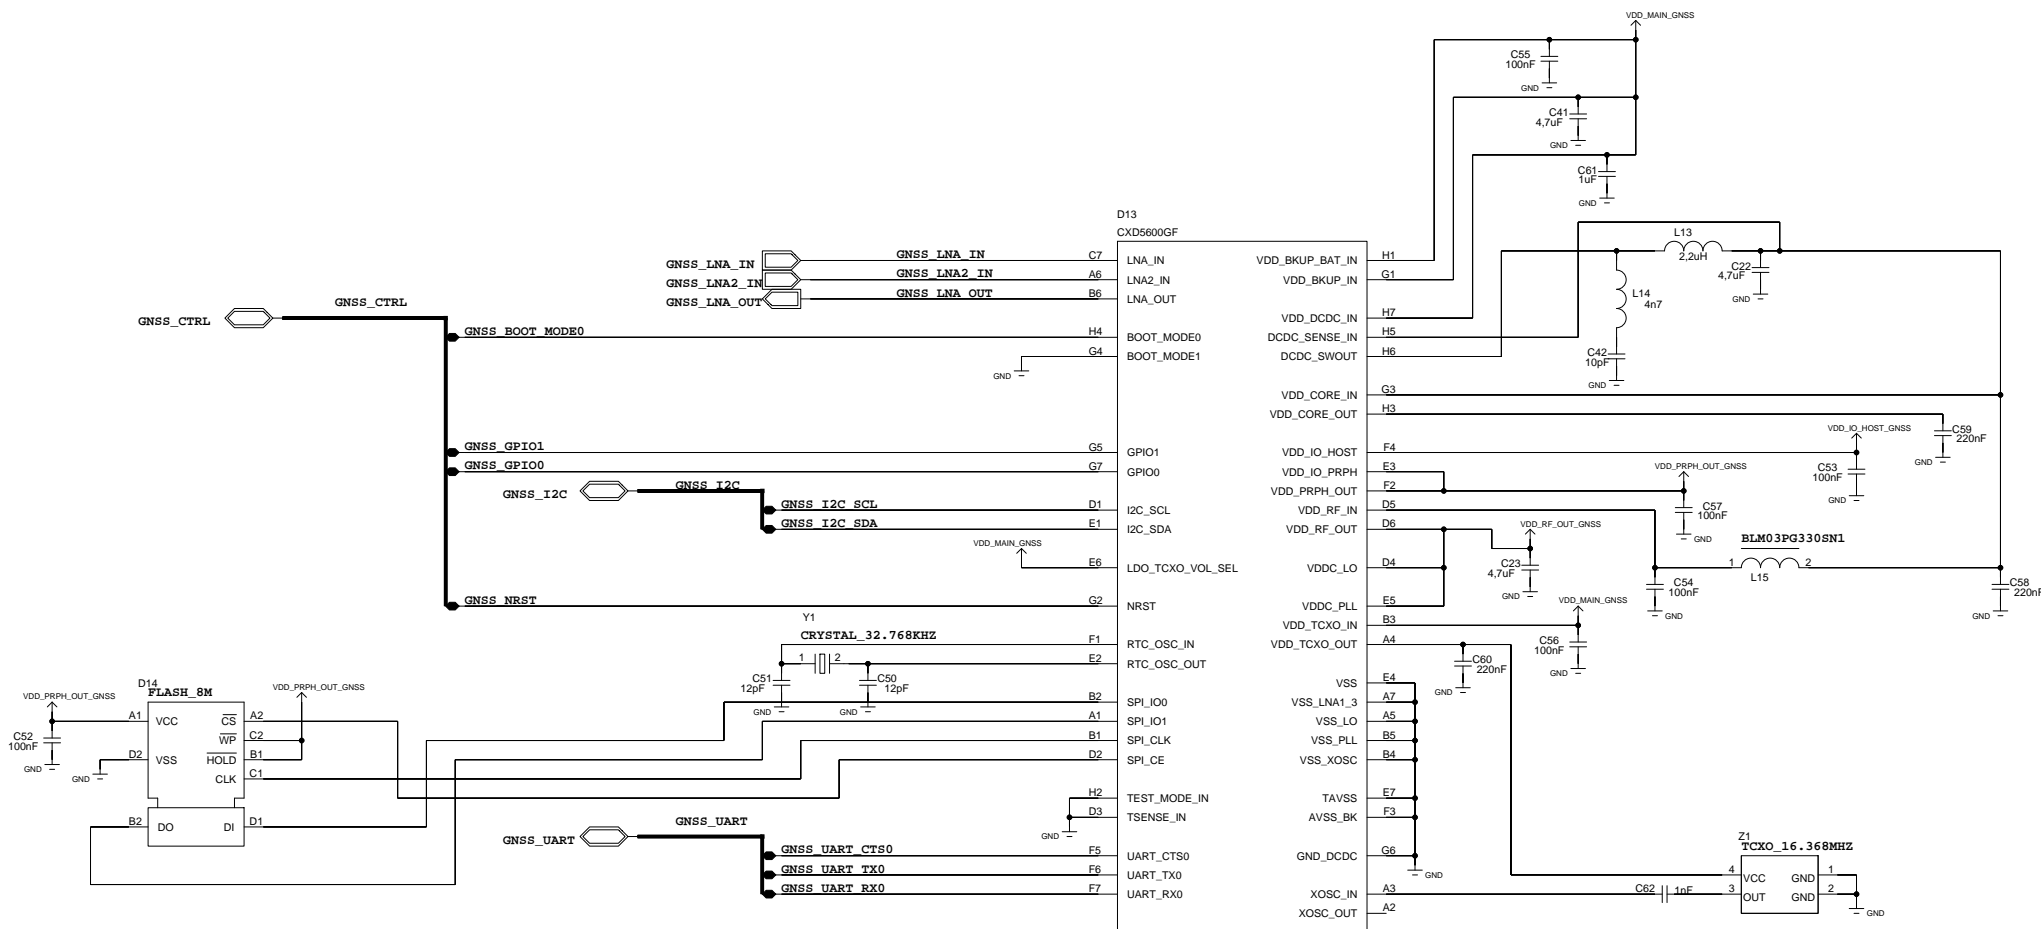 VDD_MAIN_GNSS
C55
100nF
GND
C41
4,7uF
GND
C61
1uF
GND
D13
CXD5600GF
GNSS_LNA_IN
GNSS_LNA_IN
C7
LNA_IN
GNSS_LNA2_IN
GNSS_LNA2_IN
A6
LNA2_IN
GNSS_LNA_OUT
GNSS_LNA_OUT
B6
LNA_OUT
GNSS_CTRL
GNSS_CTRL
GNSS_BOOT_MODE0
H4
BOOT_MODE0
G4
BOOT_MODE1
GND
GNSS_GPIO1
G5
GPIO1
GNSS_GPIO0
G7
GPIO0
GNSS_I2C
GNSS_I2C
GNSS_I2C_SCL
D1
I2C_SCL
GNSS_I2C_SDA
E1
I2C_SDA
VDD_MAIN_GNSS
E6
LDO_TCXO_VOL_SEL
GNSS_NRST
G2
NRST
Y1
CRYSTAL_32.768KHZ
1
2
F1
RTC_OSC_IN
E2
RTC_OSC_OUT
C51
12pF
GND
C50
12pF
GND
B2
SPI_IO0
A1
SPI_IO1
B1
SPI_CLK
D2
SPI_CE
H2
TEST_MODE_IN
D3
TSENSE_IN
GND
GNSS_UART
GNSS_UART
GNSS_UART_CTS0
F5
UART_CTS0
GNSS_UART_TX0
F6
UART_TX0
GNSS_UART_RX0
F7
UART_RX0
D14
FLASH_8M
VDD_PRPH_OUT_GNSS
VDD_PRPH_OUT_GNSS
A1
VCC
CS
A2
WP
C2
C52
100nF
GND
D2
VSS
GND
HOLD
B1
CLK
C1
B2
DO
DI
D1
VDD_BKUP_BAT_IN
H1
VDD_BKUP_IN
G1
VDD_DCDC_IN
H7
DCDC_SENSE_IN
H5
DCDC_SWOUT
H6
L13
2,2uH
C22
4,7uF
GND
L14
4n7
C42
10pF
GND
VDD_CORE_IN
G3
VDD_CORE_OUT
H3
C59
220nF
GND
VDD_IO_HOST
F4
VDD_IO_HOST_GNSS
C53
100nF
GND
VDD_IO_PRPH
E3
VDD_PRPH_OUT
F2
VDD_PRPH_OUT_GNSS
C57
100nF
GND
VDD_RF_IN
D5
VDD_RF_OUT
D6
VDD_RF_OUT_GNSS
C23
4,7uF
GND
BLM03PG330SN1
1
2
L15
C54
100nF
GND
C58
220nF
GND
VDDC_LO
D4
VDDC_PLL
E5
VDD_TCXO_IN
B3
VDD_MAIN_GNSS
C56
100nF
GND
VDD_TCXO_OUT
A4
C60
220nF
GND
VSS
E4
VSS_LNA1_3
A7
VSS_LO
A5
VSS_PLL
B5
VSS_XOSC
B4
TAVSS
E7
AVSS_BK
F3
GND_DCDC
G6
GND
XOSC_IN
A3
XOSC_OUT
A2
C62
1nF
Z1
TCXO_16.368MHZ
4
VCC
GND
1
3
OUT
GND
2
GND